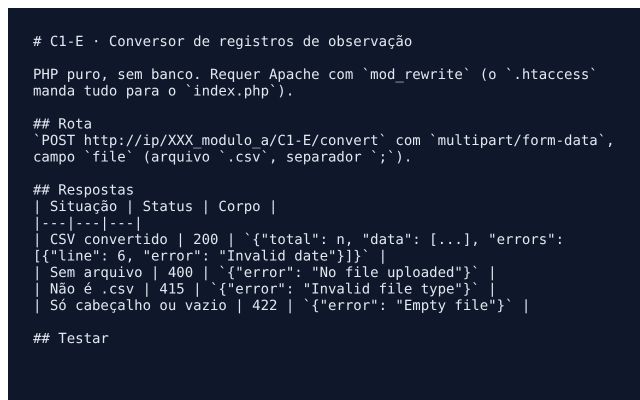 # C1-E · Conversor de registros de observação
PHP puro, sem banco. Requer Apache com `mod_rewrite` (o `.htaccess`
manda tudo para o `index.php`).
## Rota
`POST http://ip/XXX_modulo_a/C1-E/convert` com `multipart/form-data`,
campo `file` (arquivo `.csv`, separador `;`).
## Respostas
| Situação | Status | Corpo |
|---|---|---|
| CSV convertido | 200 | `{"total": n, "data": [...], "errors":
[{"line": 6, "error": "Invalid date"}]}` |
| Sem arquivo | 400 | `{"error": "No file uploaded"}` |
| Não é .csv | 415 | `{"error": "Invalid file type"}` |
| Só cabeçalho ou vazio | 422 | `{"error": "Empty file"}` |
## Testar